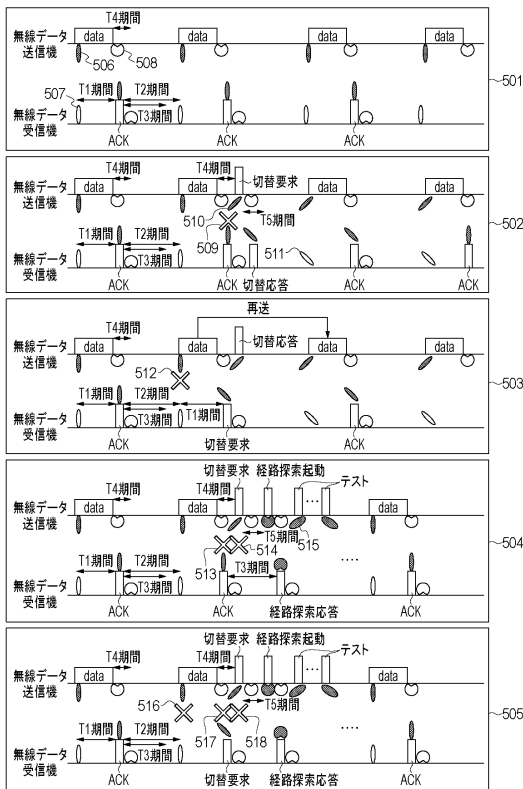 T4期間
無線データ
送信機
data
data
data
data
506
508
507
T1期間
T2期間
T3期間
無線データ
受信機
ACK
ACK
ACK
501
T4期間
T4期間
切替要求
無線データ
送信機
data
data
data
data
510
T5期間
509
511
T1期間
T2期間
T3期間
無線データ
受信機
ACK
ACK
切替応答
ACK
ACK
502
再送
T4期間
切替応答
無線データ
送信機
data
data
data
data
512
T1期間
T2期間
T1期間
T3期間
無線データ
受信機
ACK
切替要求
ACK
503
切替要求
経路探索起動
テスト
T4期間
T4期間
無線データ
送信機
data
data
data
...
T5期間
515
513
514
T1期間
T2期間
T3期間
T3期間
....
無線データ
受信機
ACK
ACK
経路探索応答
ACK
504
切替要求
経路探索起動
テスト
T4期間
T4期間
無線データ
送信機
data
data
data
...
T5期間
516
517
518
T1期間
T2期間
T3期間
....
無線データ
受信機
ACK
切替要求
経路探索応答
ACK
505